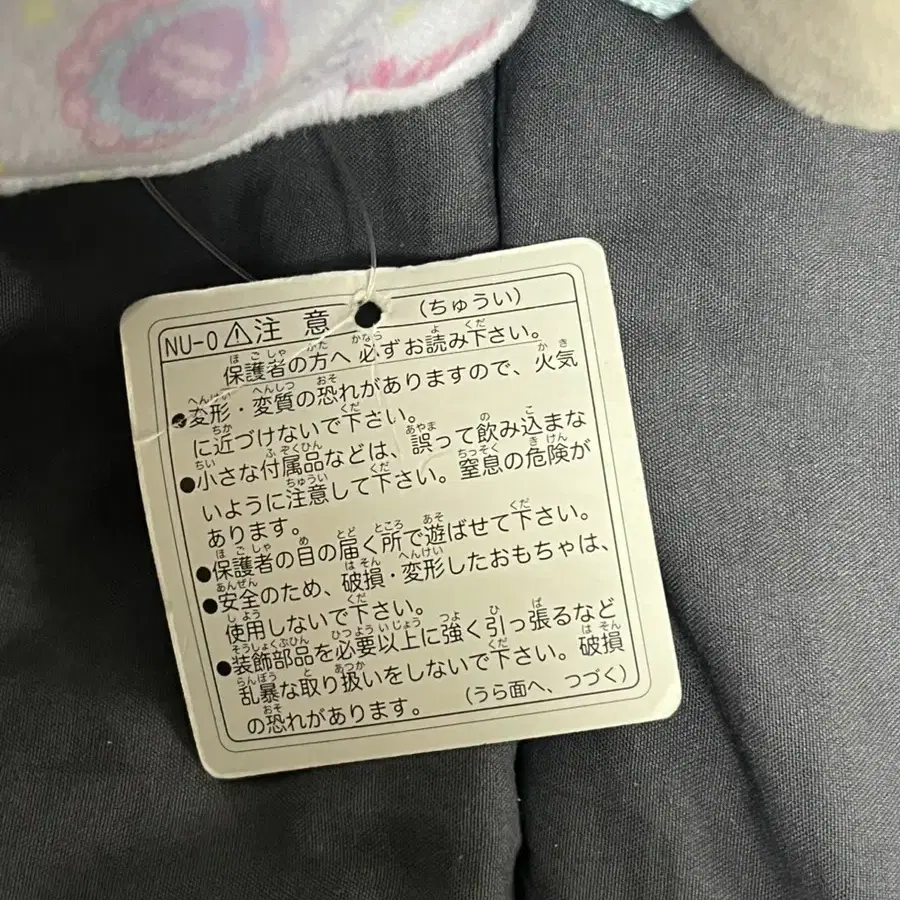 NU-0 ⚠注 意 (ちゅうい)
保護者の方へ 必ずお読み下さい。
●変形・変質の恐れがありますので、火気
に近づけないで下さい。
●小さな付属品などは、誤って飲み込まな
いように注意して下さい。窒息の危険が
あります。
●保護者の目の届く所で遊ばせて下さい。
●安全のため、破損・変形したおもちゃは、
使用しないで下さい。
●装飾部品を必要以上に強く引っ張るなど
乱暴な取り扱いをしないで下さい。破損
の恐れがあります。 (うら面へ、つづく)